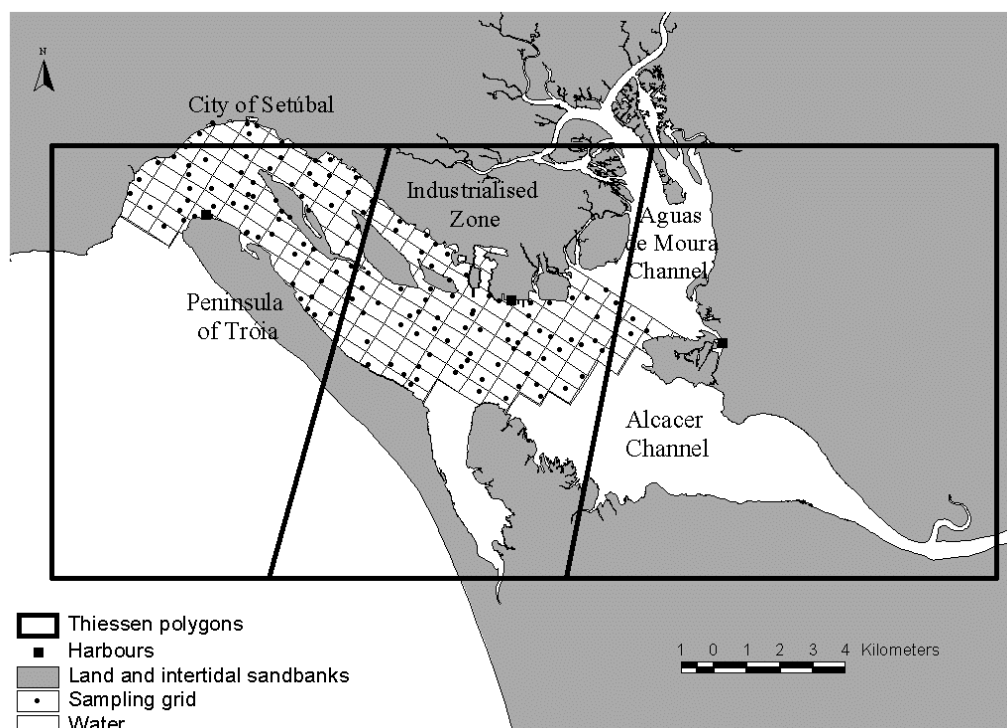 N
City of Setúbal
Industrialised
Zone
Aguas
de Moura
Channel
Peninsula
of Tróia
Alcacer
Channel
Thiessen polygons
Harbours
Land and intertidal sandbanks
Sampling grid
Water
1 0 1 2 3 4 Kilometers